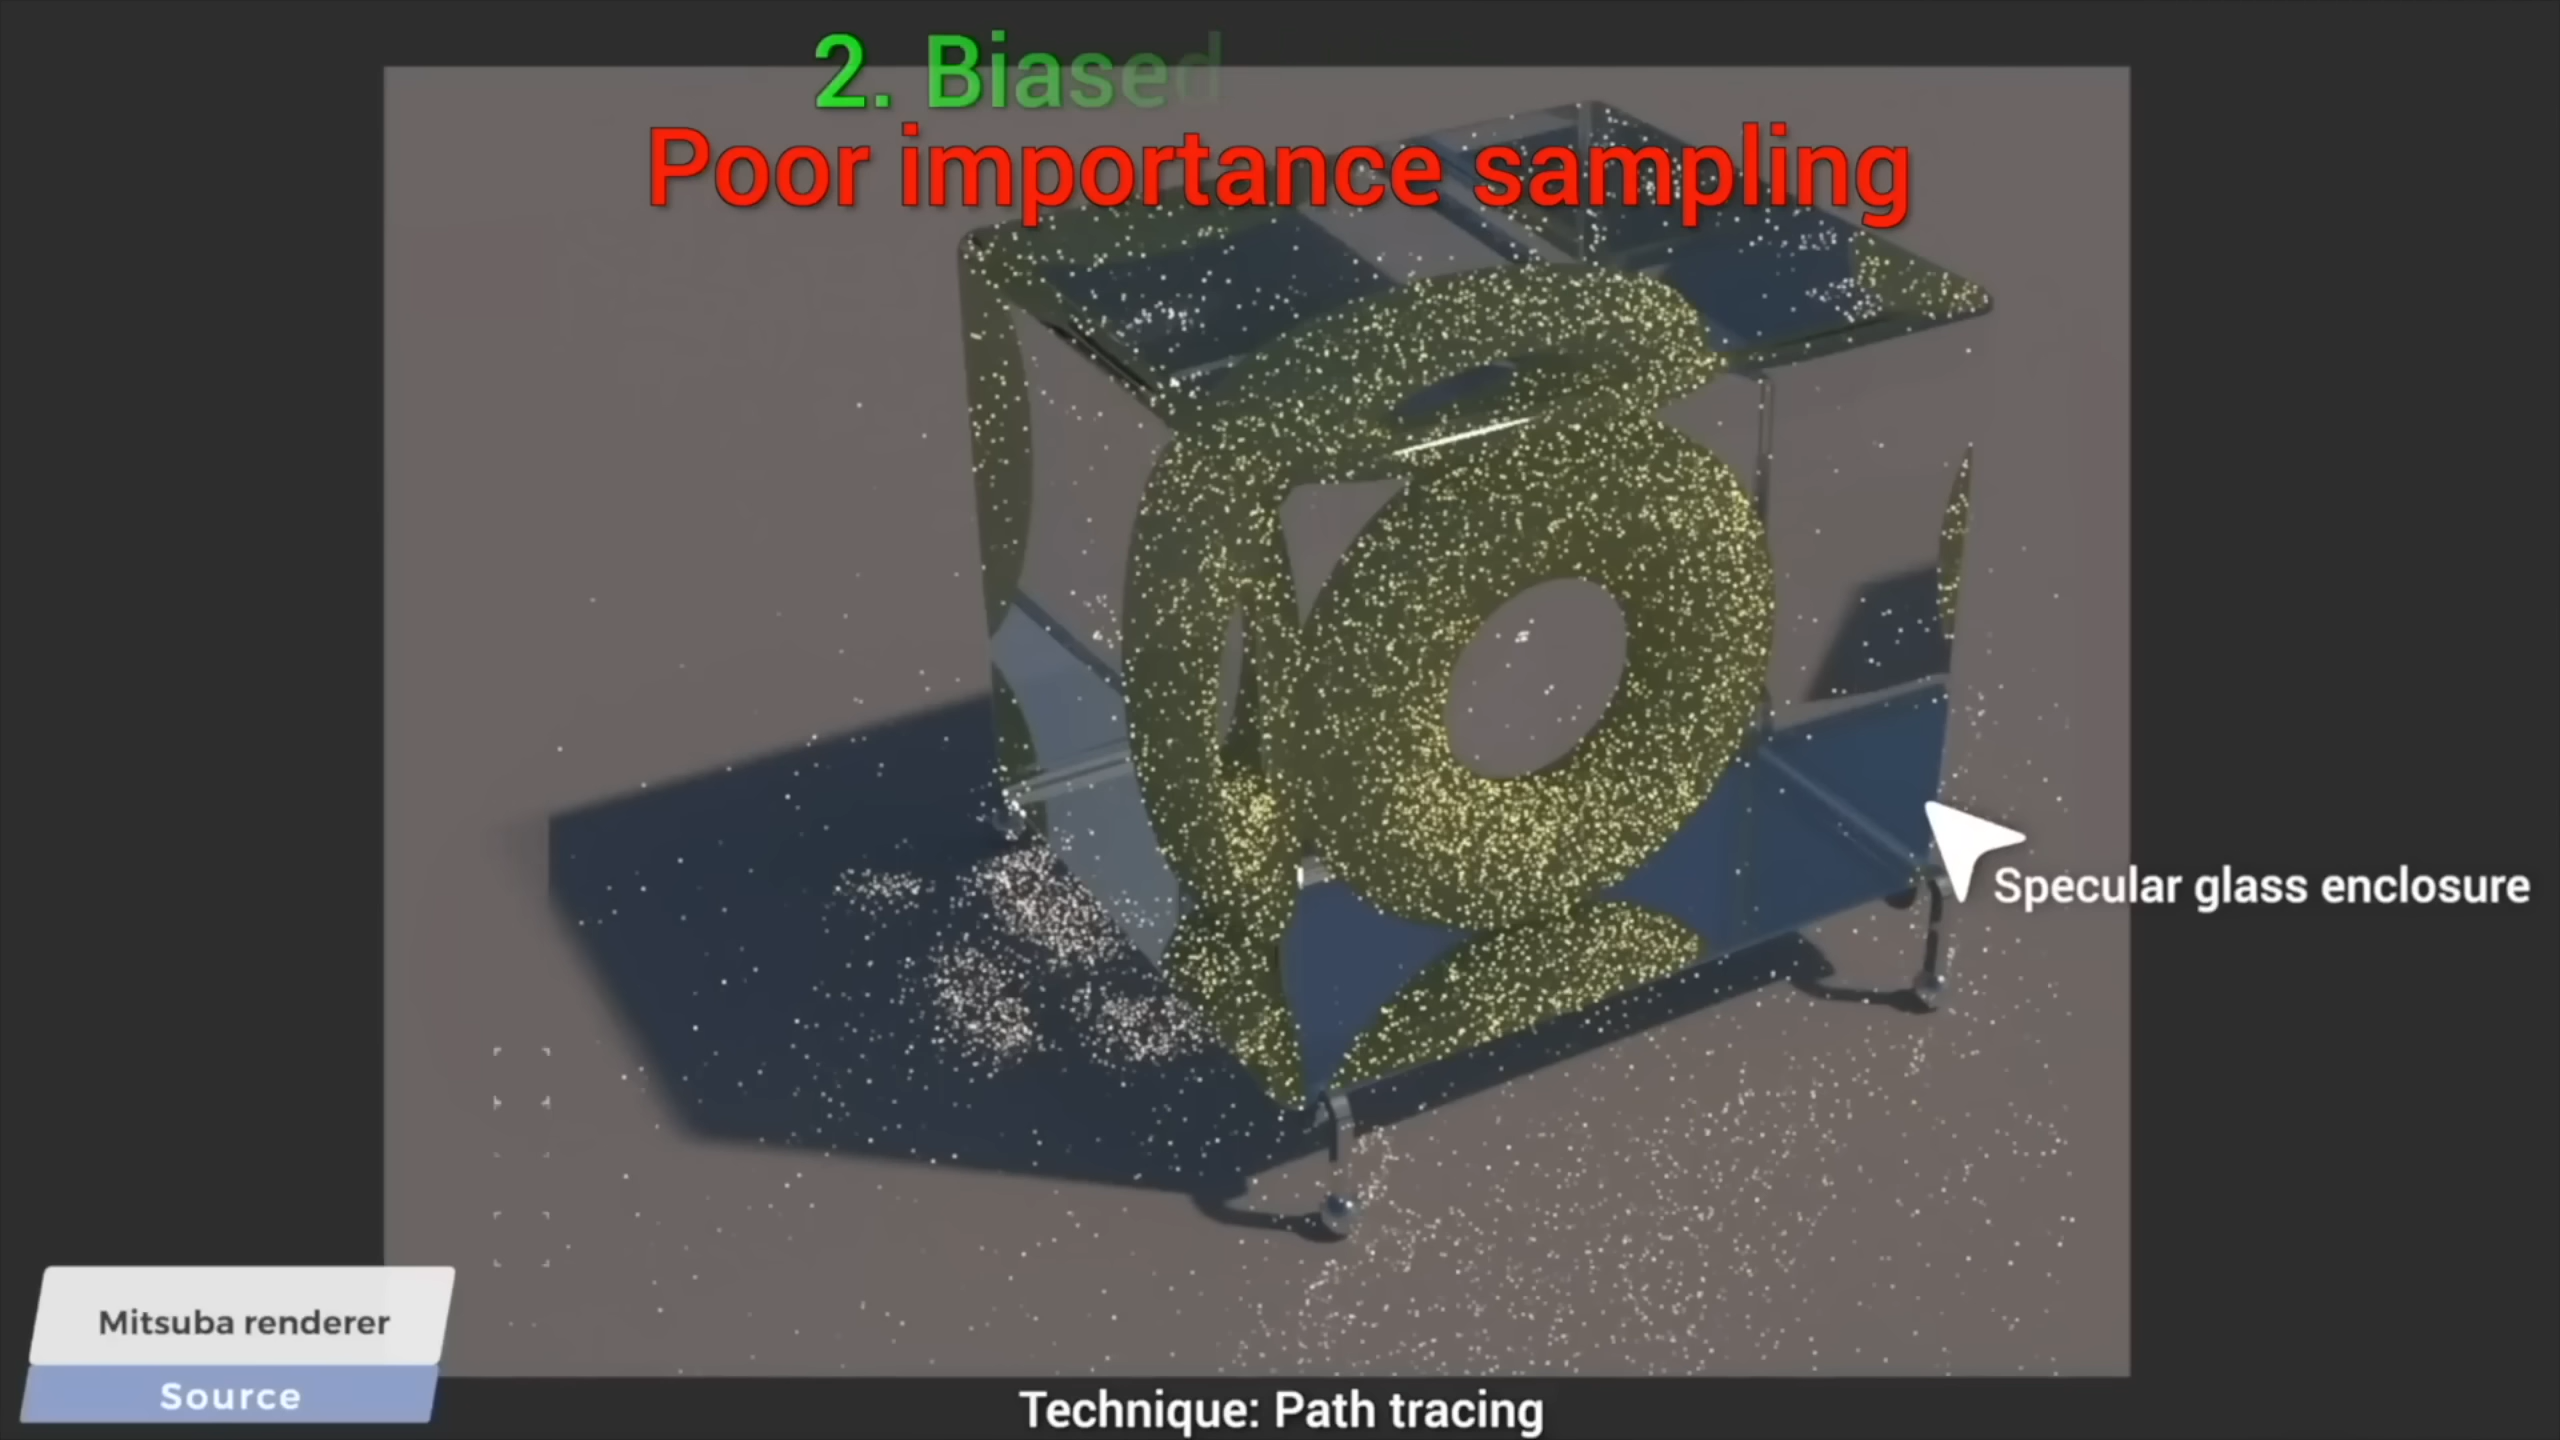 2. Biased
Poor importance sampling
Specular glass enclosure
Mitsuba renderer
Source
Technique: Path tracing